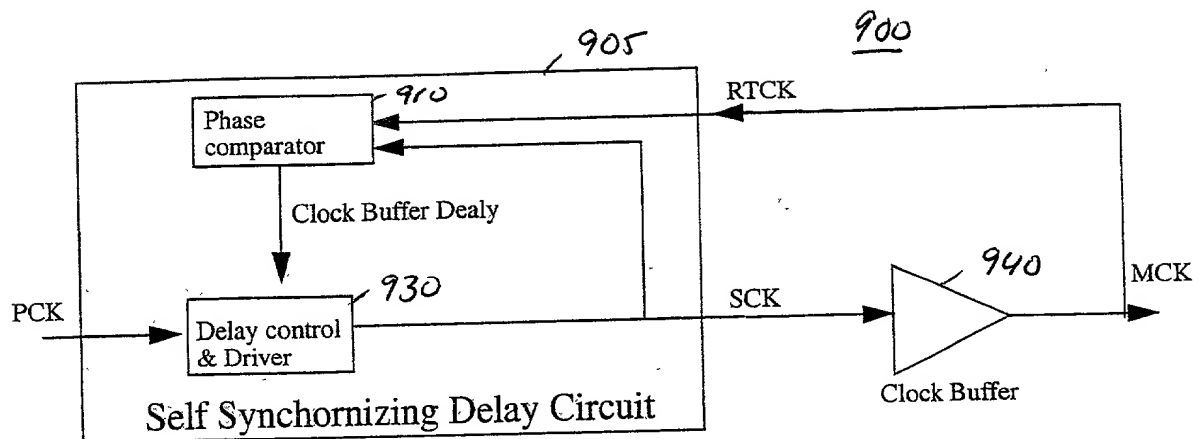 900
905
910
RTCK
Phase
comparator
Clock Buffer Dealy
930
940
MCK
PCK
SCK
Delay control
& Driver
Clock Buffer
Self Synchornizing Delay Circuit